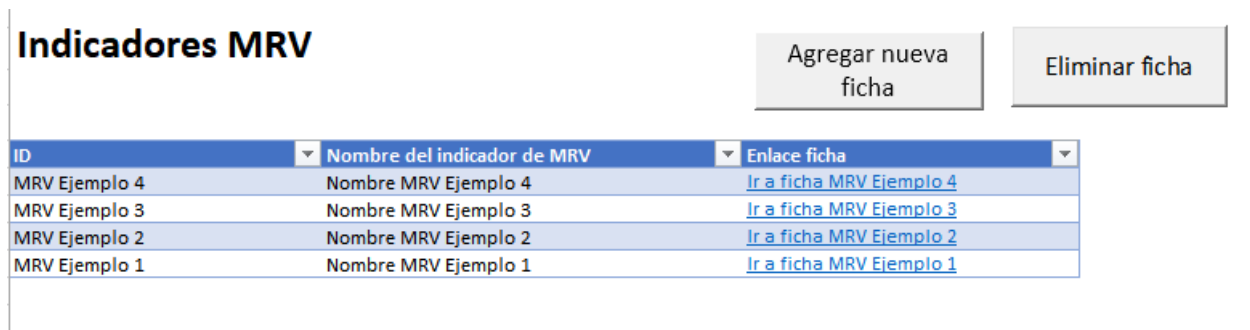 Indicadores MRV
Agregar nueva
ficha
Eliminar ficha
ID Nombre del indicador de MRV Enlace ficha
MRV Ejemplo 4 Nombre MRV Ejemplo 4 Ir a ficha MRV Ejemplo 4
MRV Ejemplo 3 Nombre MRV Ejemplo 3 Ir a ficha MRV Ejemplo 3
MRV Ejemplo 2 Nombre MRV Ejemplo 2 Ir a ficha MRV Ejemplo 2
MRV Ejemplo 1 Nombre MRV Ejemplo 1 Ir a ficha MRV Ejemplo 1